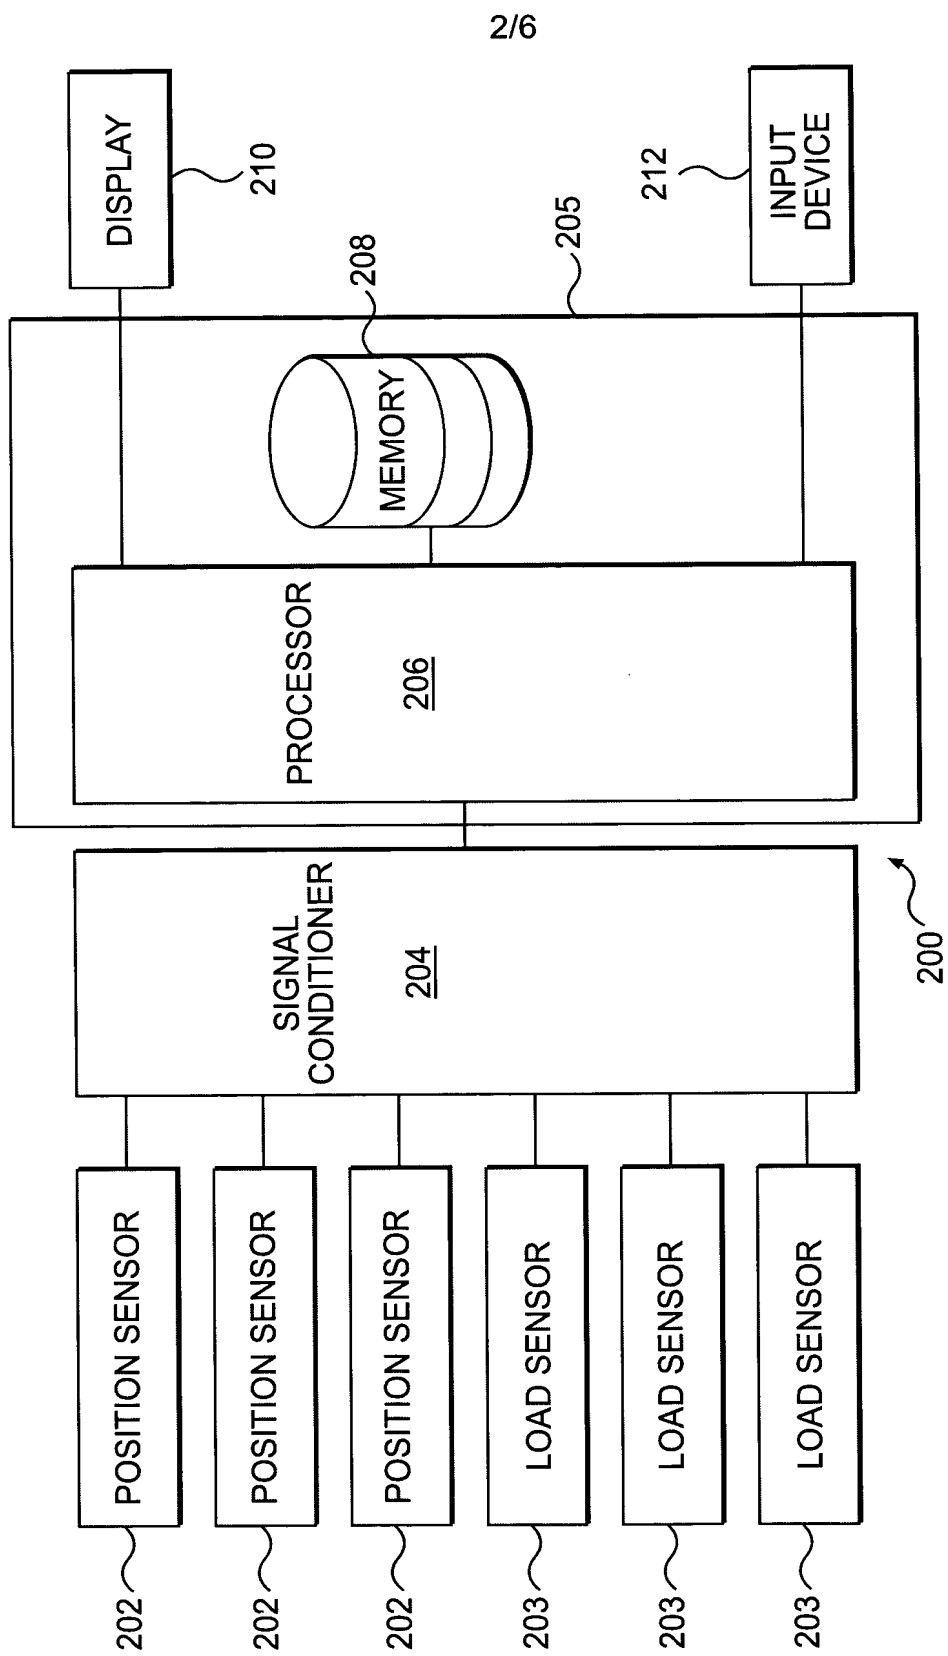 2/6
202
POSITION SENSOR
202
POSITION SENSOR
202
POSITION SENSOR
203
LOAD SENSOR
203
LOAD SENSOR
203
LOAD SENSOR
SIGNAL
CONDITIONER
204
200
PROCESSOR
206
MEMORY
208
205
DISPLAY
210
INPUT
DEVICE
212